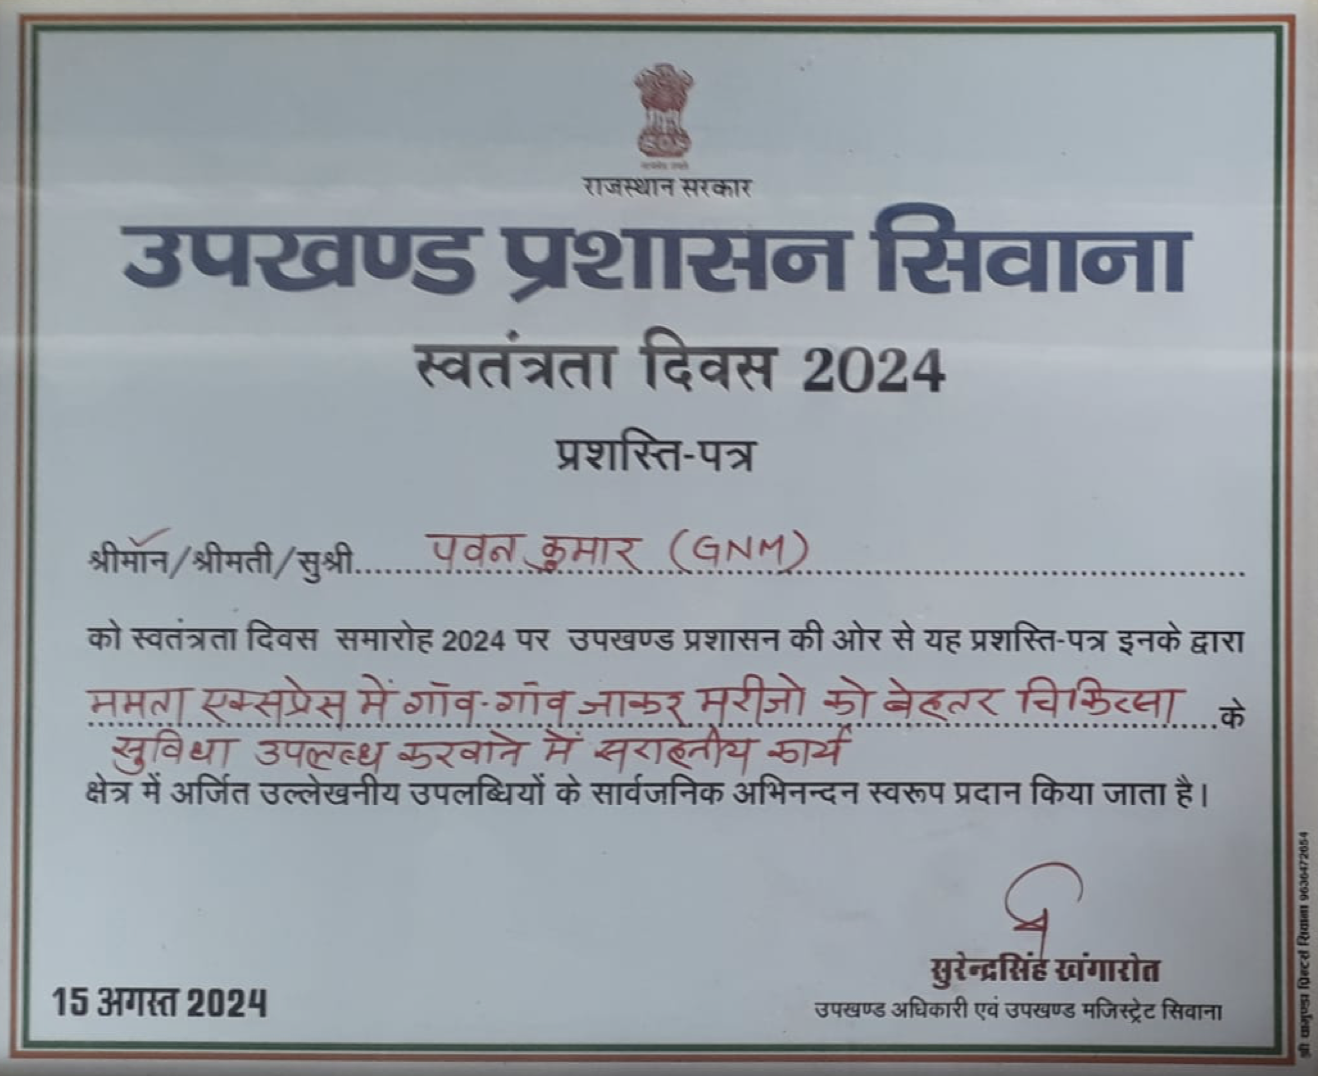 राजस्थान सरकार
उपखण्ड प्रशासन सिवाना
स्वतंत्रता दिवस 2024
प्रशस्ति-पत्र
श्रीमॉन/श्रीमती/सुश्री.....पवन कुमार (GNM).....
को स्वतंत्रता दिवस समारोह 2024 पर उपखण्ड प्रशासन की ओर से यह प्रशस्ति-पत्र इनके द्वारा
ममता एक्सप्रेस में गाँव-गाँव जाकर मरीजो को बेहतर चिकित्सा.....के
सुविधा उपलब्ध करवाने में सराहनीय कार्य
क्षेत्र में अर्जित उल्लेखनीय उपलब्धियों के सार्वजनिक अभिनन्दन स्वरूप प्रदान किया जाता है।
सुरेन्द्रसिंह खंगारोत
उपखण्ड अधिकारी एवं उपखण्ड मजिस्ट्रेट सिवाना
15 अगस्त 2024
श्री चामुण्डा प्रिन्टर्स सिवाना 9636472654